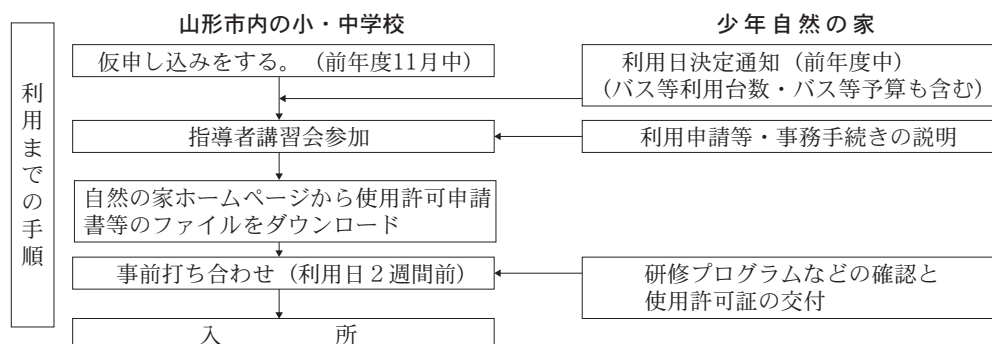 山形市内の小・中学校
少年自然の家
利用までの手順
仮申し込みをする。（前年度11月中）
利用日決定通知（前年度中）
（バス等利用台数・バス等予算も含む）
指導者講習会参加
利用申請等・事務手続きの説明
自然の家ホームページから使用許可申請
書等のファイルをダウンロード
事前打ち合わせ（利用日２週間前）
研修プログラムなどの確認と
使用許可証の交付
入　　　　　所